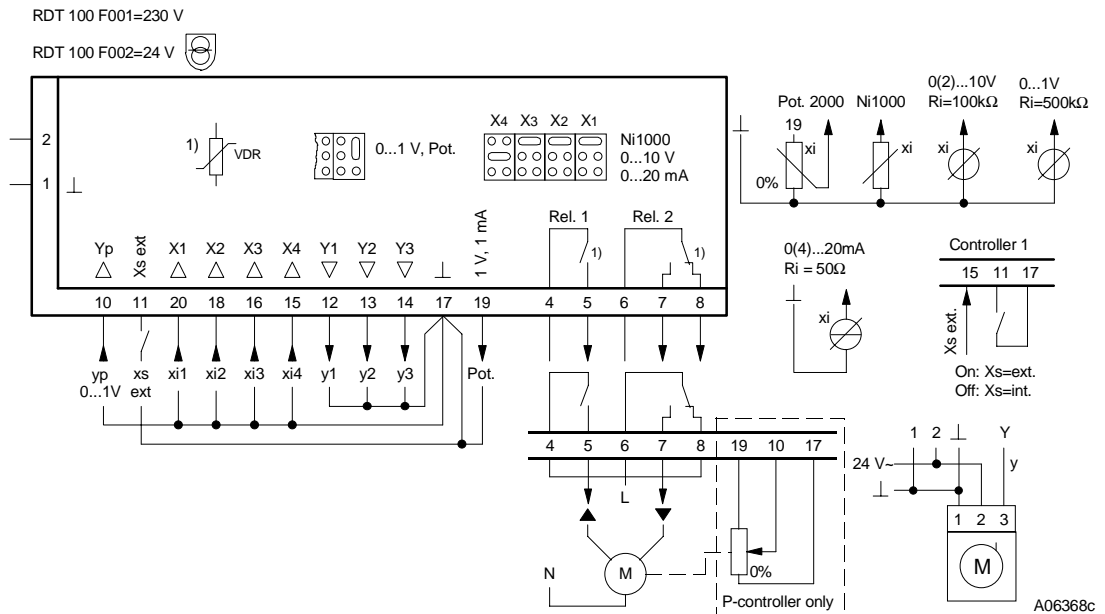 RDT 100 F001=230 V
RDT 100 F002=24 V
2
1
⊥
1)
VDR
0...1 V, Pot.
X4 X3 X2 X1
Ni1000
0...10 V
0...20 mA
Yp
Xs ext
X1 X2 X3 X4 Y1 Y2 Y3 ⊥
1 V, 1 mA
Rel. 1
Rel. 2
1)
1)
10 11 20 18 16 15 12 13 14 17 19 4 5 6 7 8
yp
0...1V
xs
ext
xi1 xi2 xi3 xi4 y1 y2 y3 Pot.
⊥
Pot. 2000
19
xi
0%
Ni1000
xi
0(2)...10V
Ri=100kΩ
xi
0...1V
Ri=500kΩ
xi
0(4)...20mA
Ri = 50Ω
⊥
xi
Controller 1
15 11 17
Xs ext.
On: Xs=ext.
Off: Xs=int.
4 5 6 7 8 19 10 17
L
N
M
0%
P-controller only
1 2 ⊥ Y
24 V~
y
⊥
1 2 3
M
A06368c